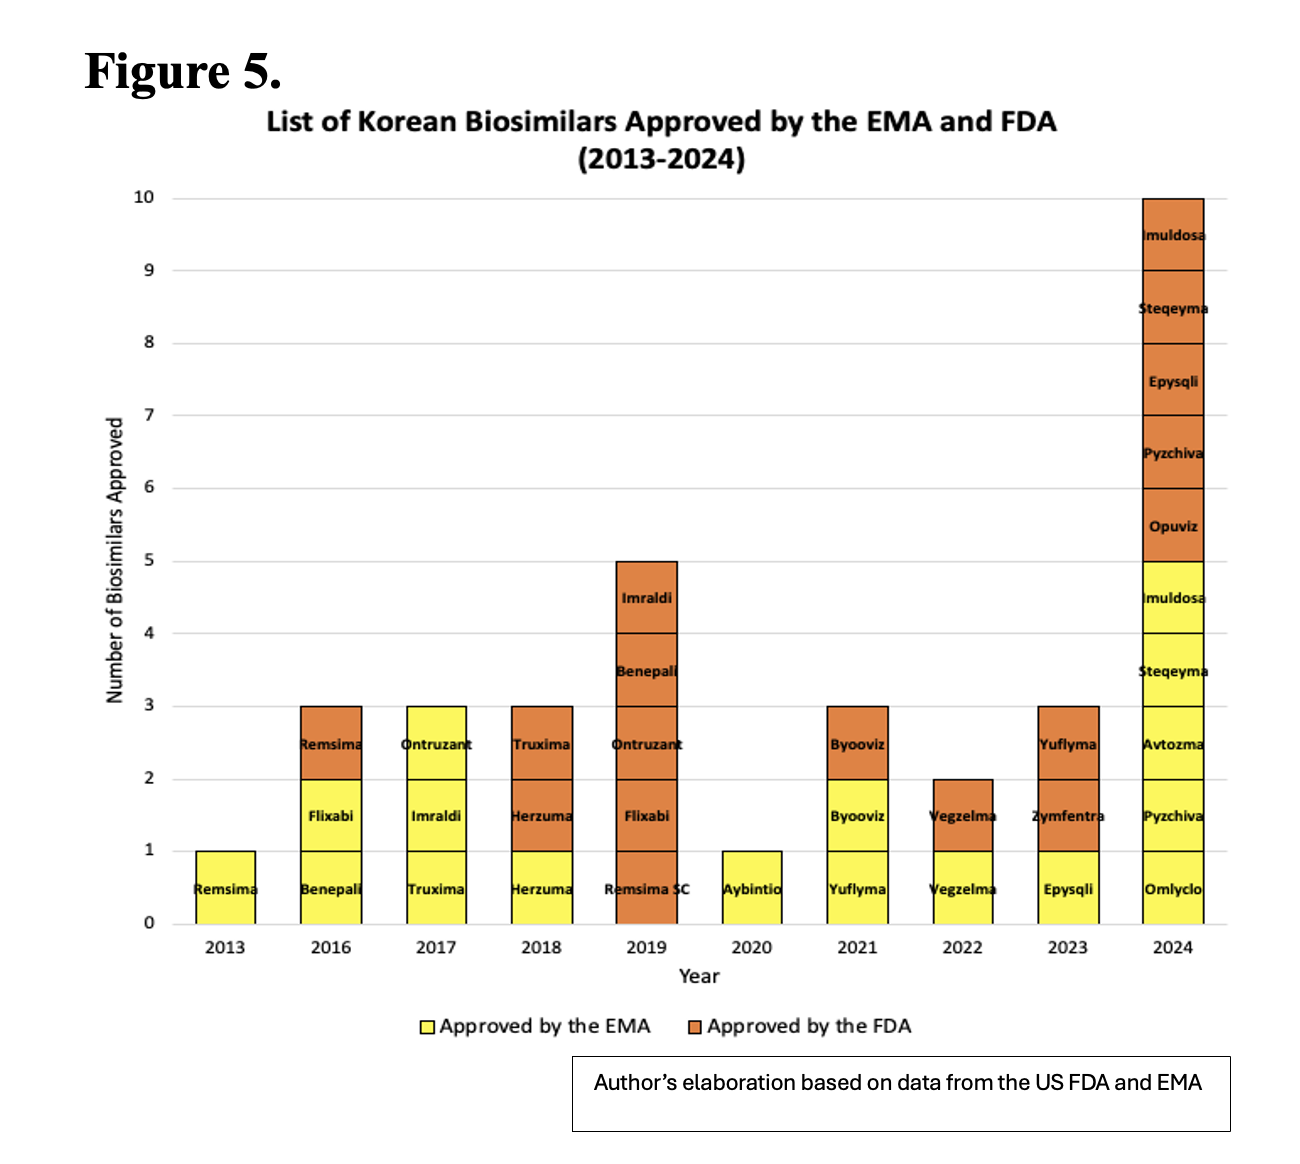 Figure 5.
List of Korean Biosimilars Approved by the EMA and FDA
(2013-2024)
10
9
8
7
6
5
4
3
2
1
0
Number of Biosimilars Approved
Remsima
Remsima
Flixabi
Benepali
Ontruzant
Imraldi
Truxima
Truxima
Herzuma
Herzuma
Imraldi
Benepali
Ontruzant
Flixabi
Remsima SC
Aybintio
Byooviz
Byooviz
Yuflyma
Vegzelma
Vegzelma
Yuflyma
Zymfentra
Epysqli
Imuldosa
Steqeyma
Epysqli
Pyzchiva
Opuviz
Imuldosa
Steqeyma
Avtozma
Pyzchiva
Omlyclo
2013 2016 2017 2018 2019 2020 2021 2022 2023 2024
Year
Approved by the EMA Approved by the FDA
Author's elaboration based on data from the US FDA and EMA